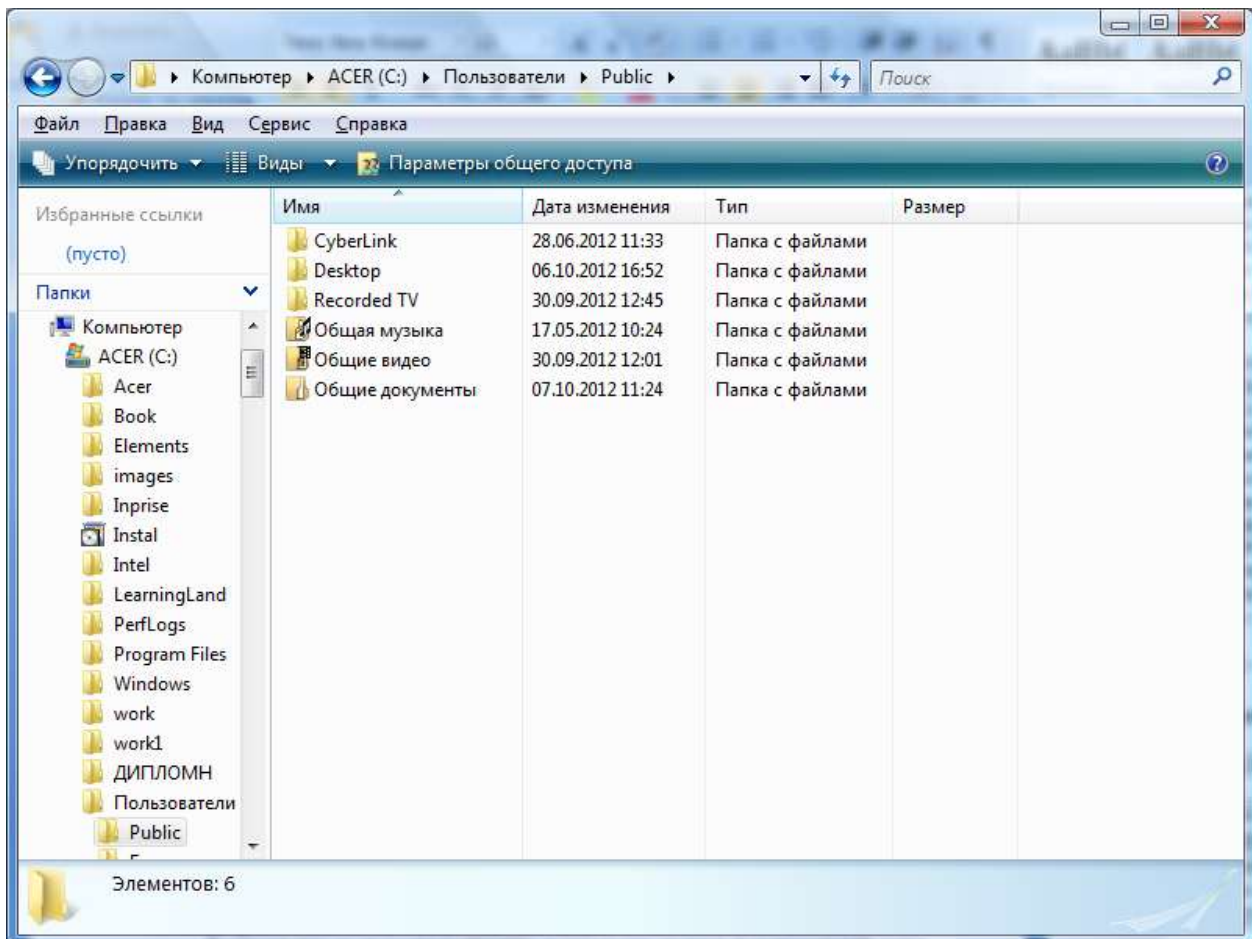 Компьютер ACER (C:) Пользователи Public Поиск
Файл Правка Вид Сервис Справка
Упорядочить Виды Параметры общего доступа
Избранные ссылки
(пусто)
Папки
Компьютер
ACER (C:)
Acer
Book
Elements
images
Inprise
Instal
Intel
LearningLand
PerfLogs
Program Files
Windows
work
work1
ДИПЛОМН
Пользователи
Public
Имя Дата изменения Тип Размер
CyberLink 28.06.2012 11:33 Папка с файлами
Desktop 06.10.2012 16:52 Папка с файлами
Recorded TV 30.09.2012 12:45 Папка с файлами
Общая музыка 17.05.2012 10:24 Папка с файлами
Общие видео 30.09.2012 12:01 Папка с файлами
Общие документы 07.10.2012 11:24 Папка с файлами
Элементов: 6